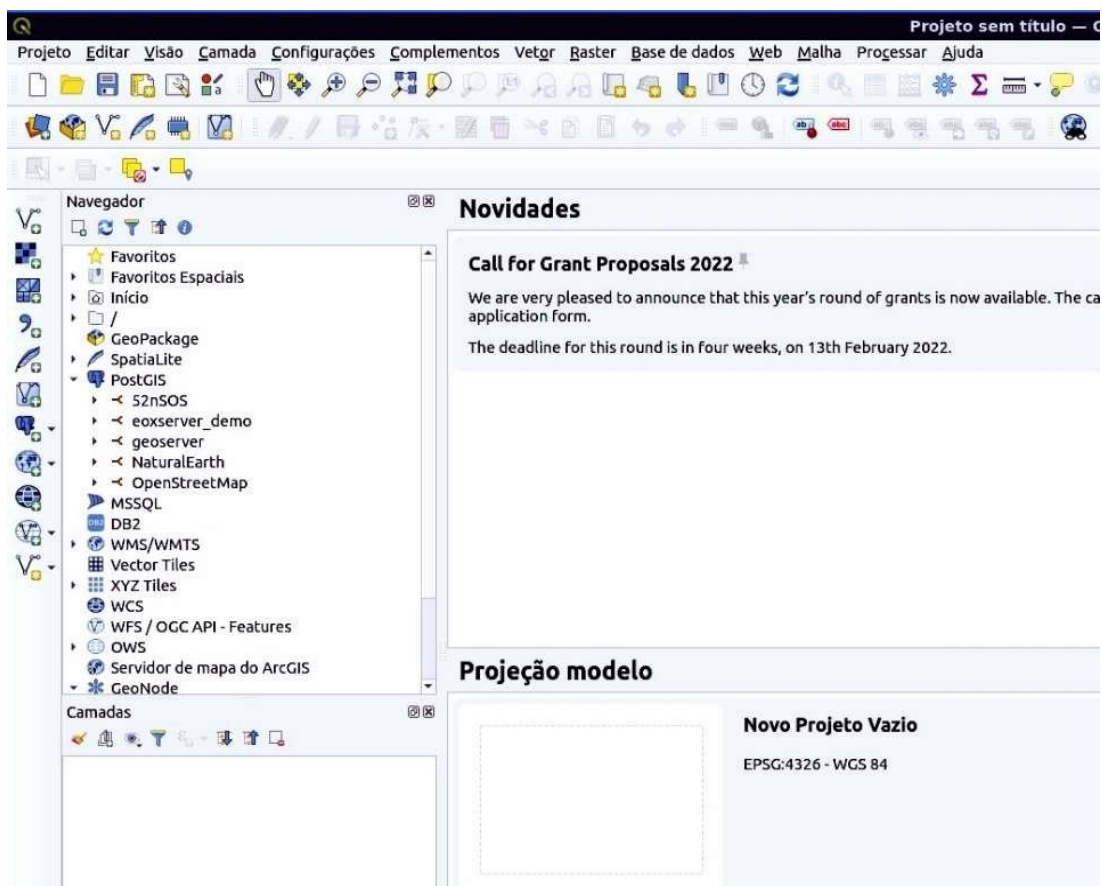 Projeto sem título —
Projeto Editar Visão Camada Configurações Complementos Vetor Raster Base de dados Web Malha Processar Ajuda
Navegador
Favoritos
Favoritos Espaciais
Início
/
GeoPackage
SpatiaLite
PostGIS
52nSOS
eoxserver_demo
geoserver
NaturalEarth
OpenStreetMap
MSSQL
DB2 DB2
WMS/WMTS
Vector Tiles
XYZ Tiles
WCS
WFS / OGC API - Features
OWS
Servidor de mapa do ArcGIS
GeoNode
Camadas
Novidades
Call for Grant Proposals 2022
We are very pleased to announce that this year's round of grants is now available. The ca
application form.
The deadline for this round is in four weeks, on 13th February 2022.
Projeção modelo
Novo Projeto Vazio
EPSG:4326 - WGS 84